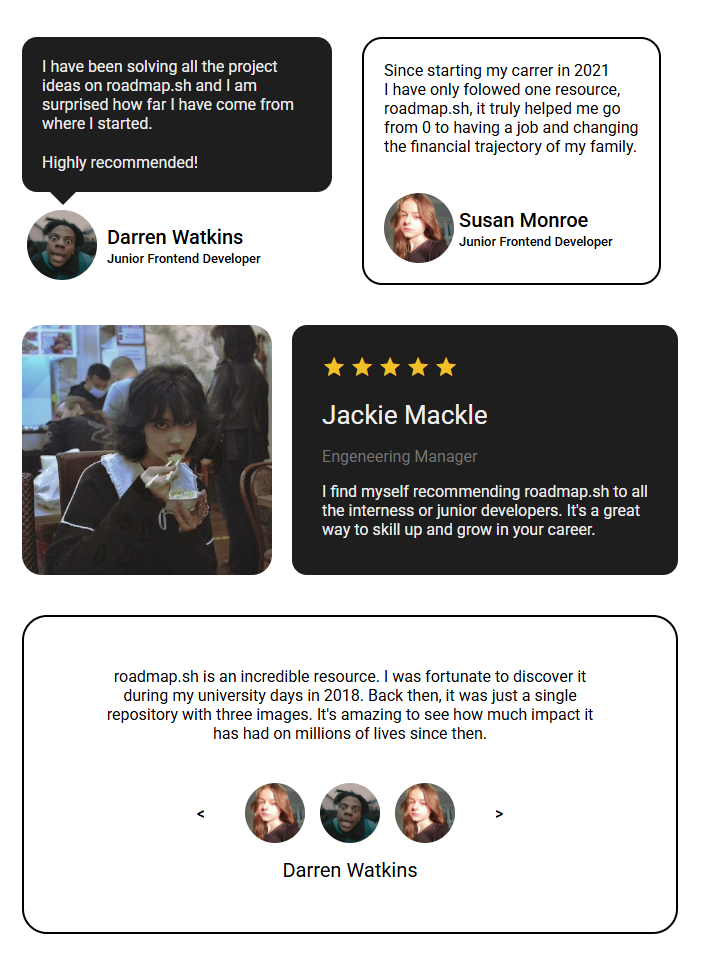 I have been solving all the project
ideas on roadmap.sh and I am
surprised how far I have come from
where I started.
Highly recommended!
Darren Watkins
Junior Frontend Developer
Since starting my carrer in 2021
I have only folowed one resource,
roadmap.sh, it truly helped me go
from 0 to having a job and changing
the financial trajectory of my family.
Susan Monroe
Junior Frontend Developer
Jackie Mackle
Engeneering Manager
I find myself recommending roadmap.sh to all
the interness or junior developers. It's a great
way to skill up and grow in your career.
roadmap.sh is an incredible resource. I was fortunate to discover it
during my university days in 2018. Back then, it was just a single
repository with three images. It's amazing to see how much impact it
has had on millions of lives since then.
<
>
Darren Watkins